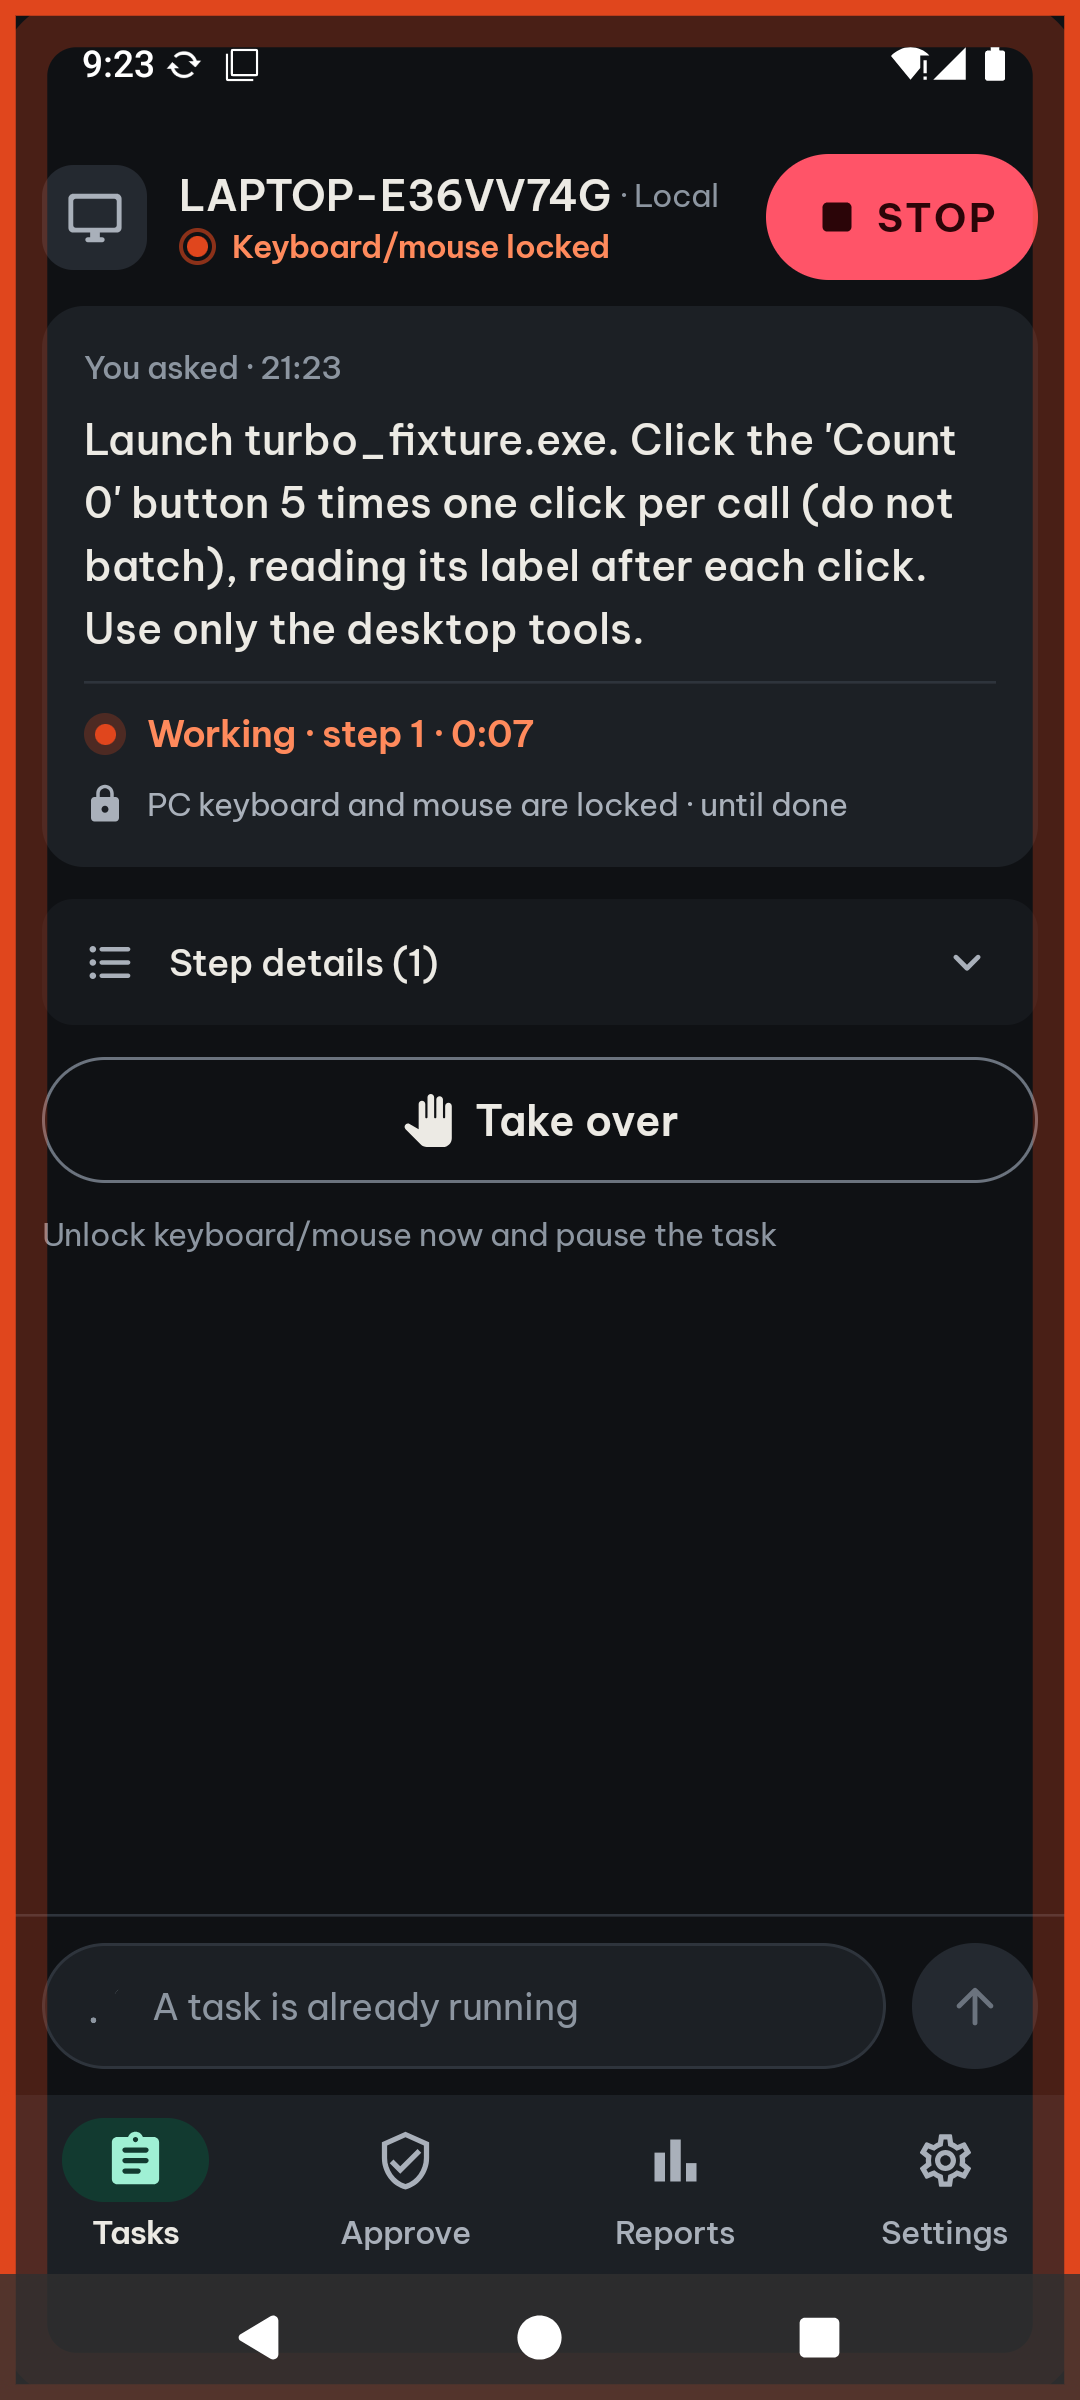 9:23
LAPTOP-E36VV74G · Local
Keyboard/mouse locked
STOP
You asked · 21:23
Launch turbo_fixture.exe. Click the 'Count
0' button 5 times one click per call (do not
batch), reading its label after each click.
Use only the desktop tools.
Working · step 1 · 0:07
PC keyboard and mouse are locked · until done
Step details (1)
Take over
Unlock keyboard/mouse now and pause the task
A task is already running
Tasks
Approve
Reports
Settings